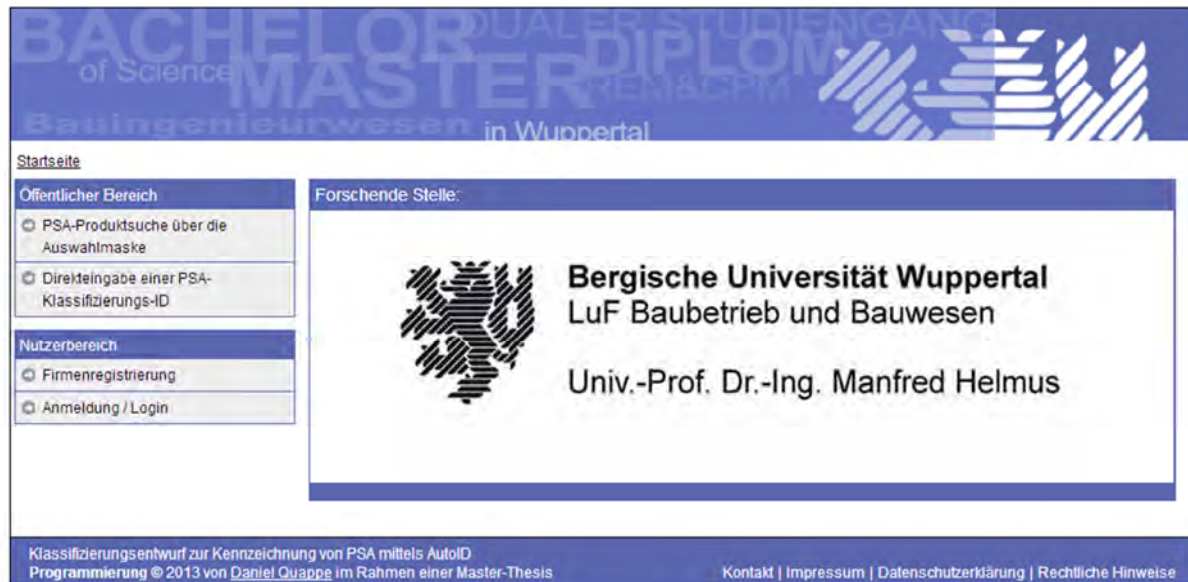 BACHELOR
of Science
DUALER STUDIENGANG
MASTER
DIPLOM
REM&CPM
Bauingenieurwesen
in Wuppertal
Startseite
Öffentlicher Bereich
PSA-Produktsuche über die
Auswahlmaske
Direkteingabe einer PSA-
Klassifizierungs-ID
Nutzerbereich
Firmenregistrierung
Anmeldung / Login
Forschende Stelle:
Bergische Universität Wuppertal
LuF Baubetrieb und Bauwesen
Univ.-Prof. Dr.-Ing. Manfred Helmus
Klassifizierungsentwurf zur Kennzeichnung von PSA mittels AutoID
Programmierung © 2013 von Daniel Quappe im Rahmen einer Master-Thesis
Kontakt | Impressum | Datenschutzerklärung | Rechtliche Hinweise